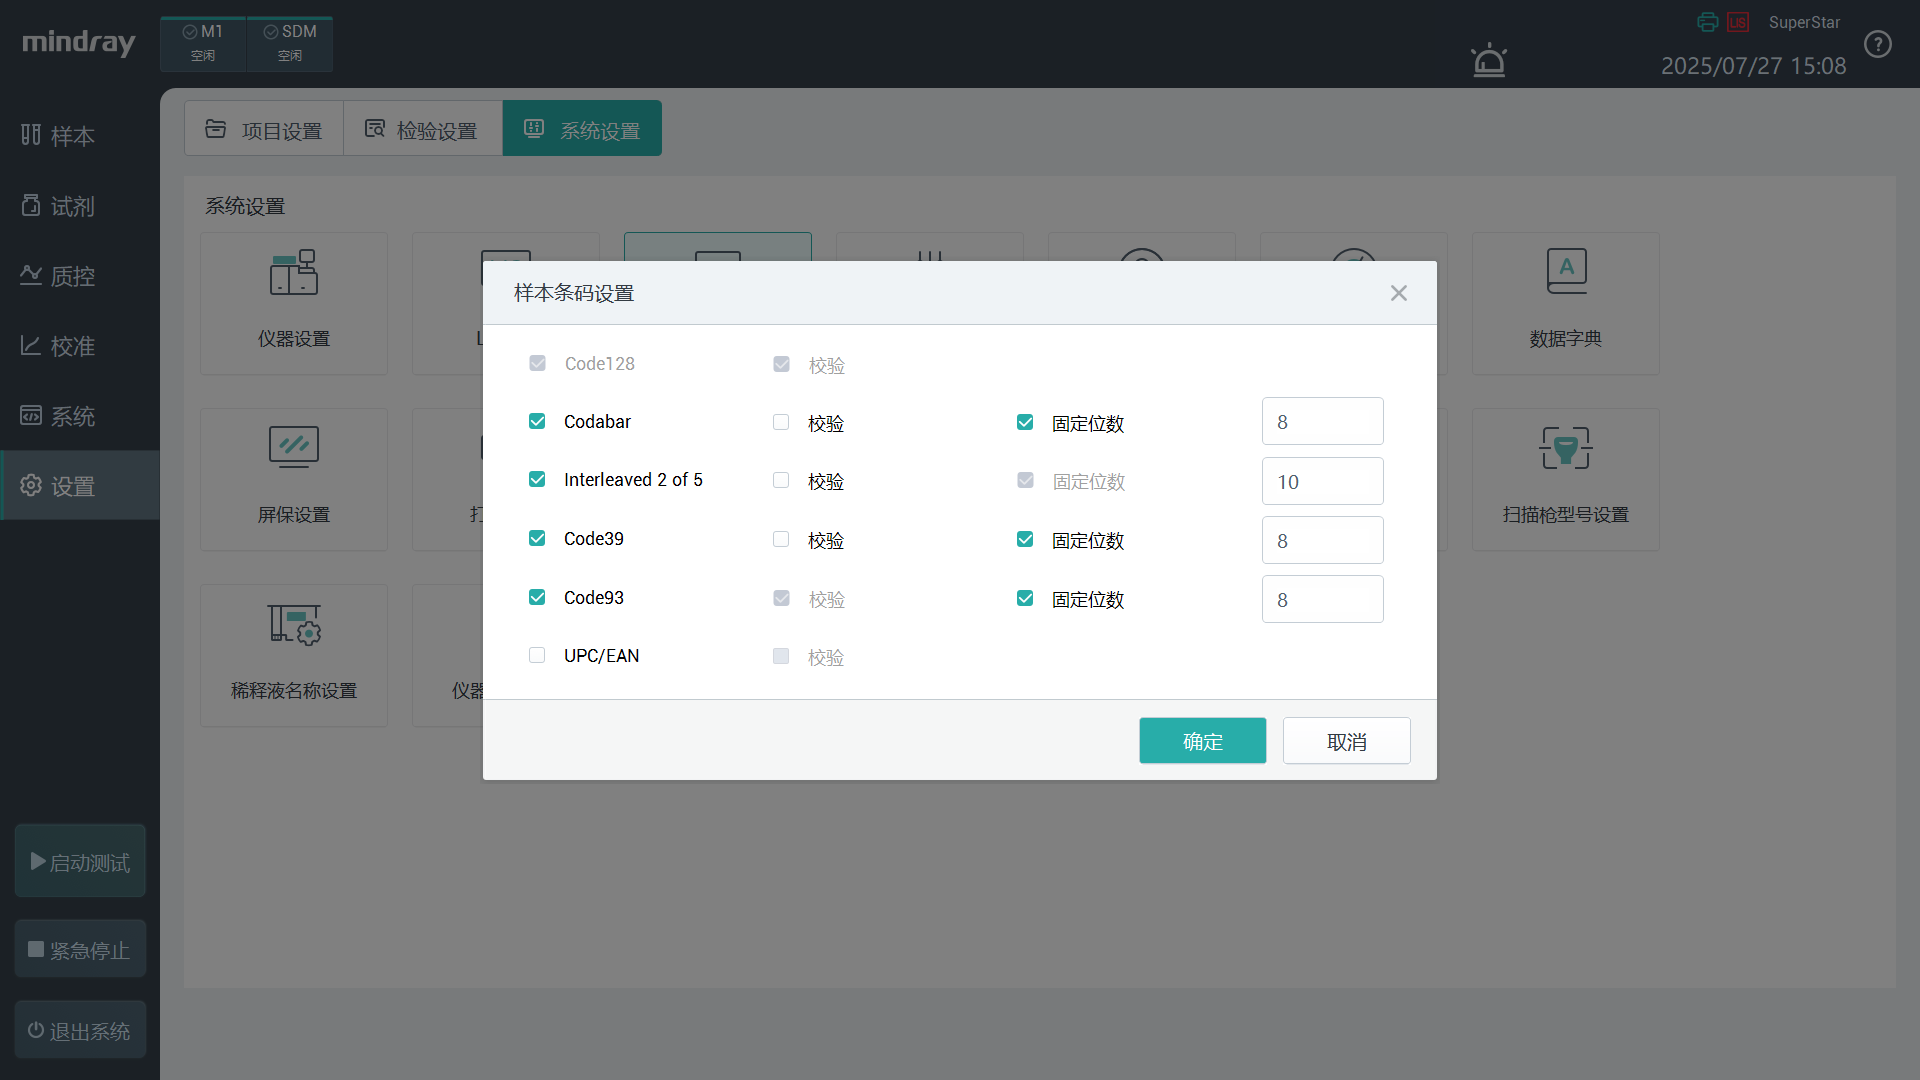 mindray
M1
空闲
SDM
空闲
LIS
SuperStar
2025/07/27 15:08
?
样本
试剂
质控
校准
系统
设置
启动测试
紧急停止
退出系统
项目设置
检验设置
系统设置
系统设置
仪器设置
L
A
数据字典
屏保设置
扫描枪型号设置
稀释液名称设置
仪器
样本条码设置
Code128
校验
Codabar
校验
固定位数
8
Interleaved 2 of 5
校验
固定位数
10
Code39
校验
固定位数
8
Code93
校验
固定位数
8
UPC/EAN
校验
确定
取消